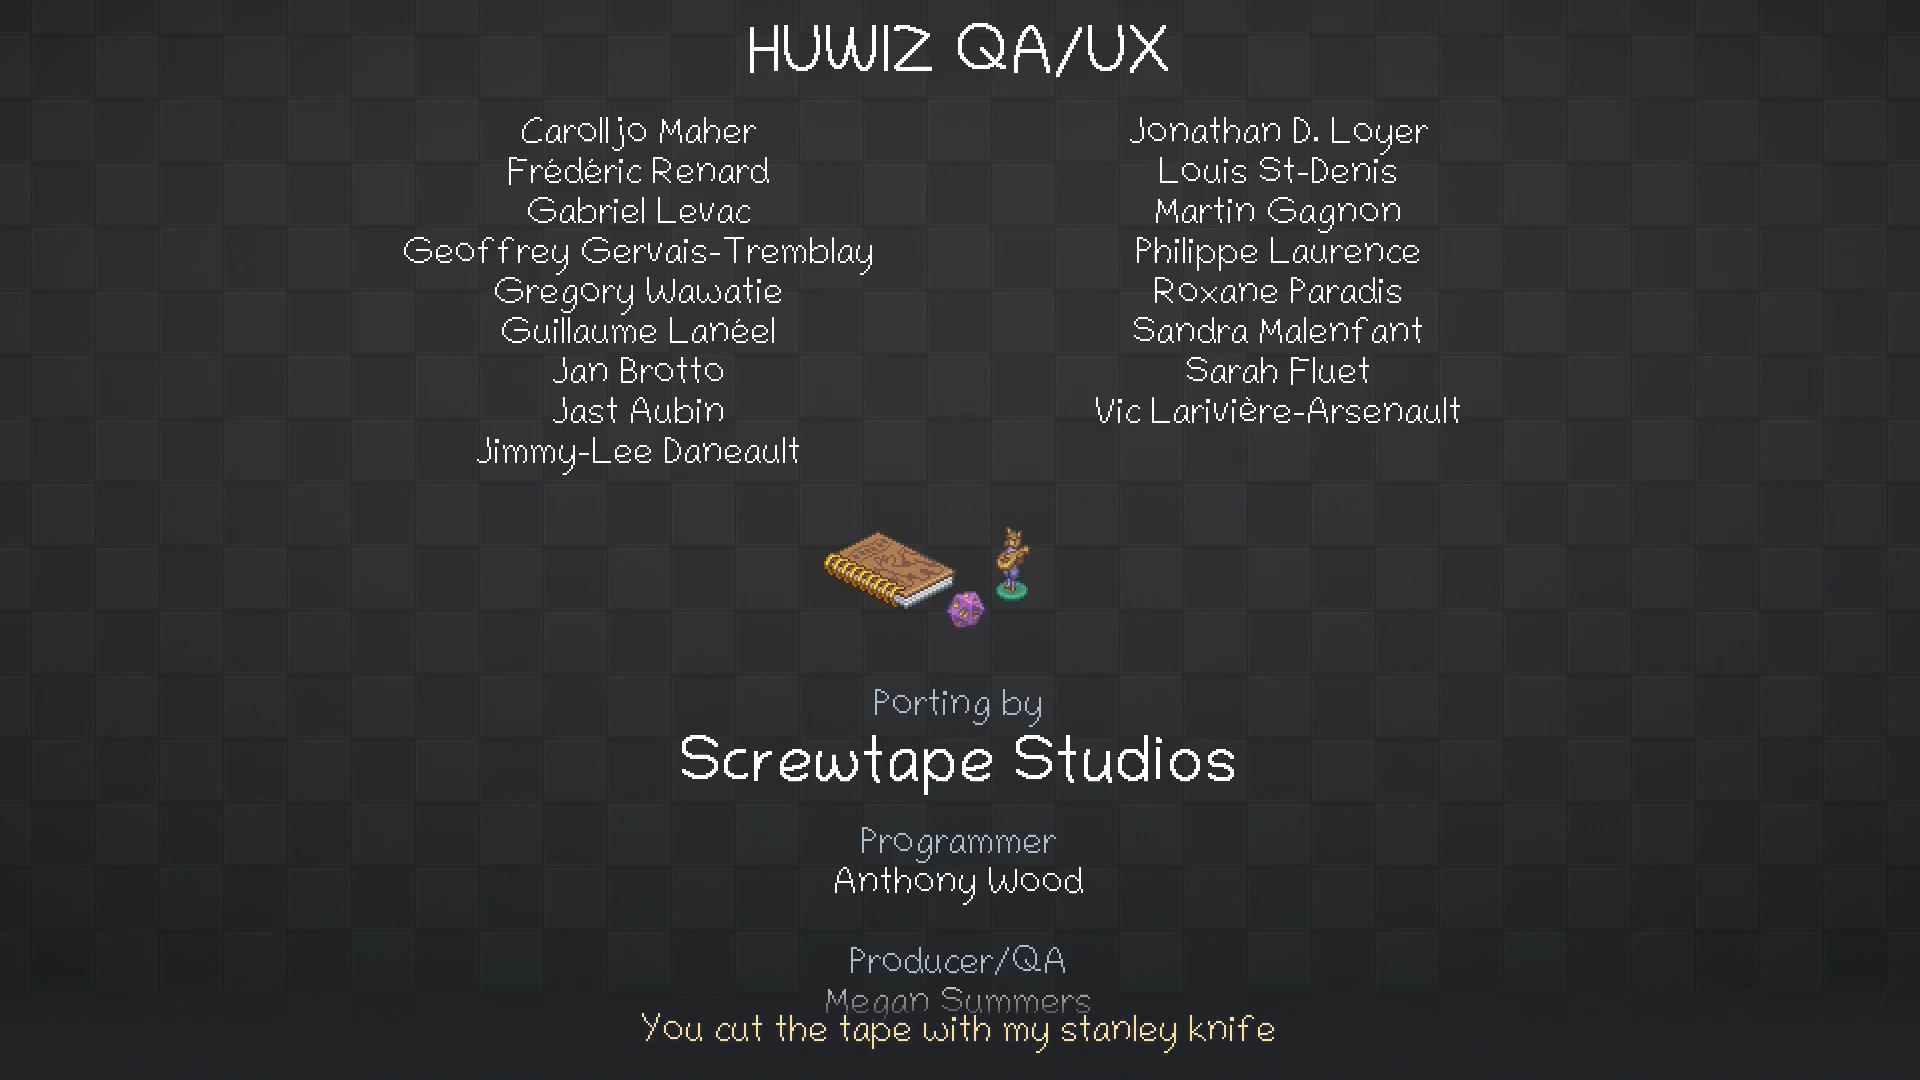 HUWIZ QA/UX
Carolljo Maher
Frédéric Renard
Gabriel Levac
Geoffrey Gervais-Tremblay
Gregory Wawatie
Guillaume Lanéel
Jan Brotto
Jast Aubin
Jimmy-Lee Daneault
Jonathan D. Loyer
Louis St-Denis
Martin Gagnon
Philippe Laurence
Roxane Paradis
Sandra Malenfant
Sarah Fluet
Vic Larivière-Arsenault
Porting by
Screwtape Studios
Programmer
Anthony Wood
Producer/QA
Megan Summers
You cut the tape with my stanley knife